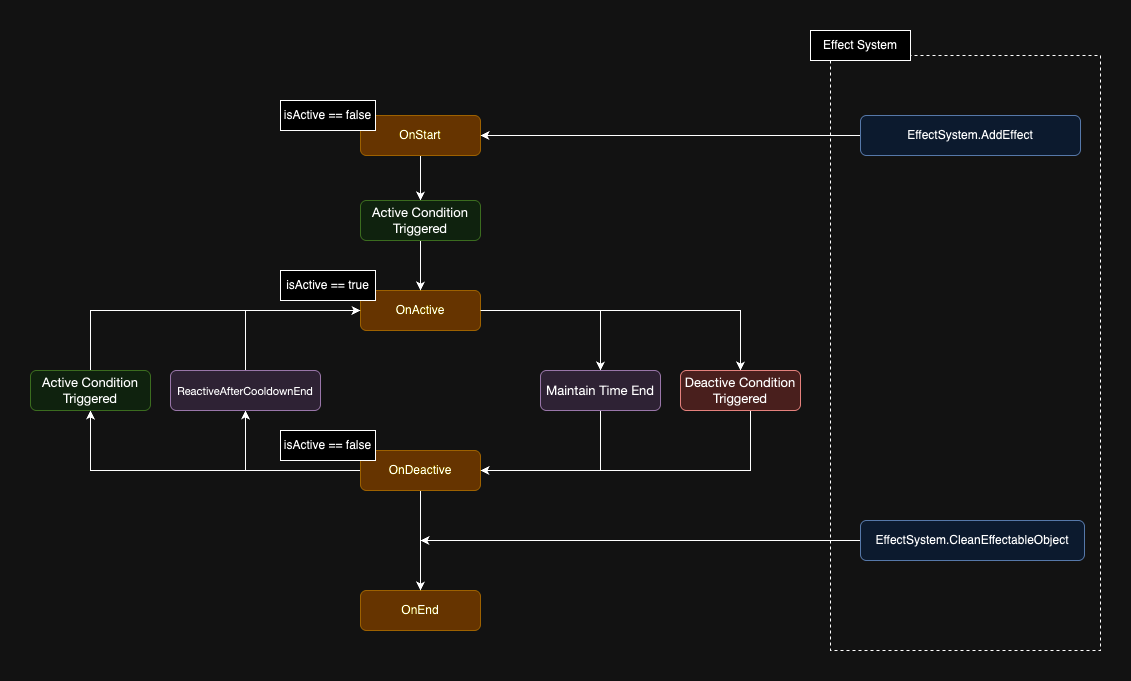 Effect System
isActive == false
OnStart
EffectSystem.AddEffect
Active Condition
Triggered
isActive == true
OnActive
Active Condition
Triggered
ReactiveAfterCooldownEnd
Maintain Time End
Deactive Condition
Triggered
isActive == false
OnDeactive
EffectSystem.CleanEffectableObject
OnEnd